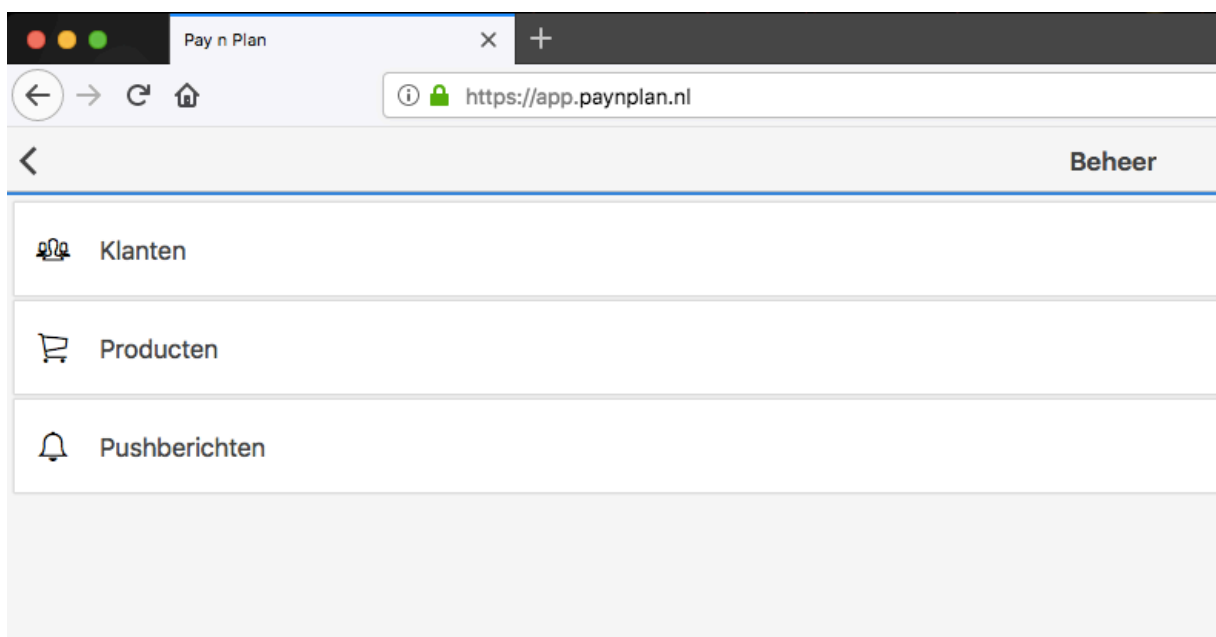 Pay n Plan
https://app.paynplan.nl
Beheer
Klanten
Producten
Pushberichten